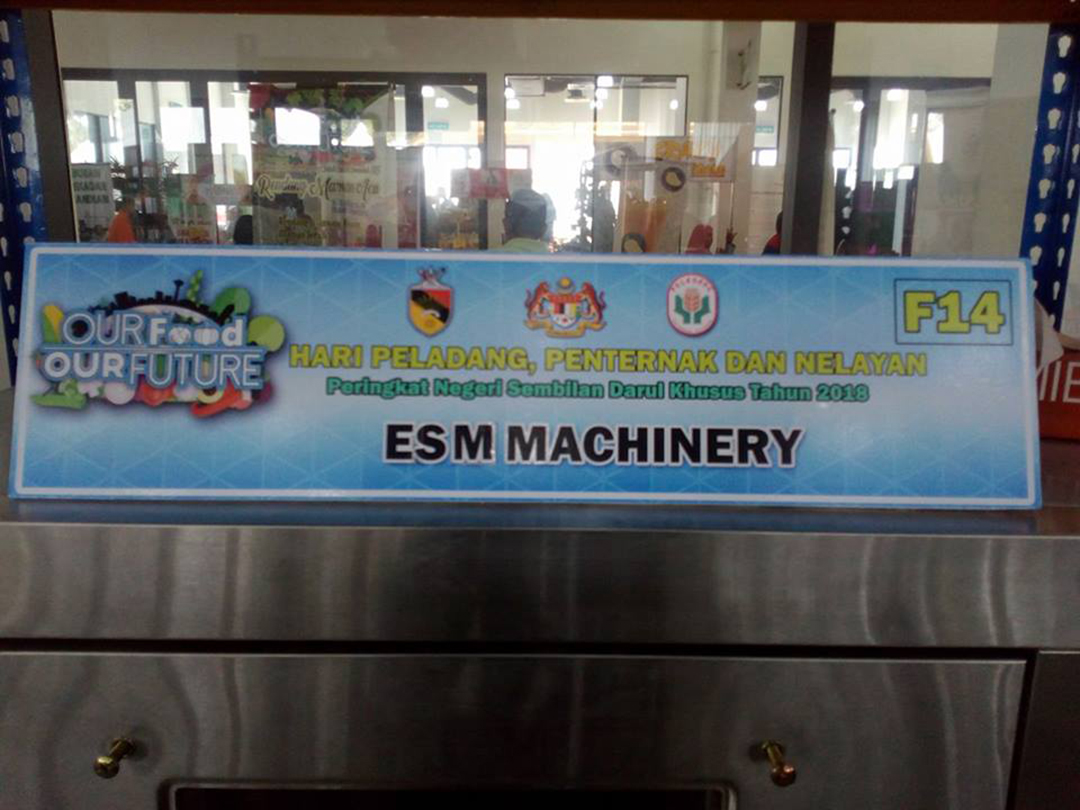 OUR Food
OUR FUTURE
HARI PELADANG, PENTERNAK DAN NELAYAN
Peringkat Negeri Sembilan Darul Khusus Tahun 2018
ESM MACHINERY
F14